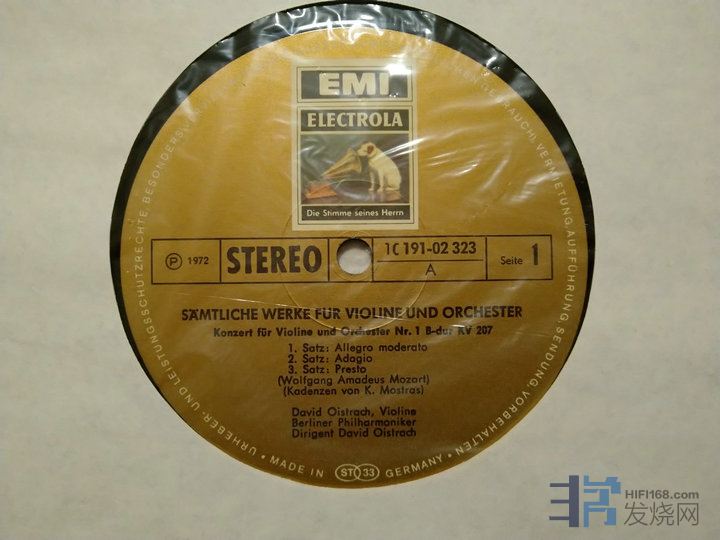 EMI
ELECTROLA
Die Stimme seines Herrn
Ⓟ 1972
STEREO
1C 191-02 323
A
Seite 1
SÄMTLICHE WERKE FÜR VIOLINE UND ORCHESTER
Konzert für Violine und Orchester Nr. 1 B-dur KV 207
1. Satz: Allegro moderato
2. Satz: Adagio
3. Satz: Presto
(Wolfgang Amadeus Mozart)
(Kadenzen von K. Mostras)
David Oistrach, Violine
Berliner Philharmoniker
Dirigent David Oistrach
URHEBER- UND LEISTUNGSSCHUTZRECHTE, BESONDERS
GEBRAUCH) VERMIETUNG, AUFFÜHRUNG, SENDUNG, VORBEHALTEN
• MADE IN ST 33 GERMANY •
HIFI168.com
发烧网